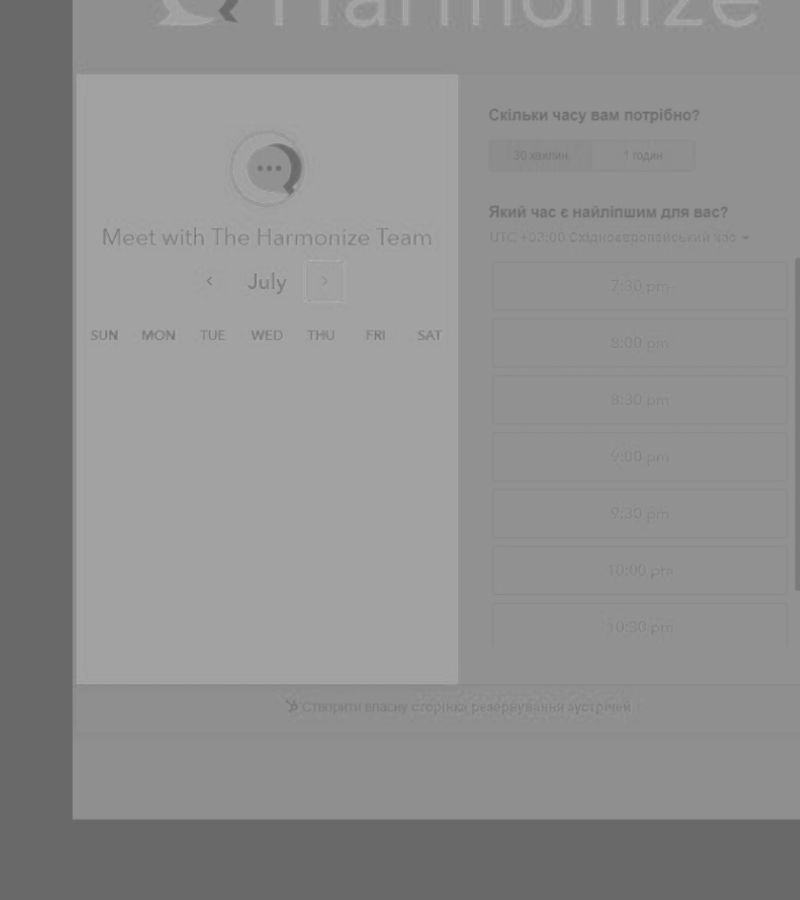 Harmonize
Meet with The Harmonize Team
July
SUN MON TUE WED THU FRI SAT
Скільки часу вам потрібно?
30 хвилин 1 годин
Який час є найліпшим для вас?
UTC +03:00 Східноєвропейський час
7:30 pm
8:00 pm
8:30 pm
9:00 pm
9:30 pm
10:00 pm
10:30 pm
Створити власну сторінка резервування зустрічей